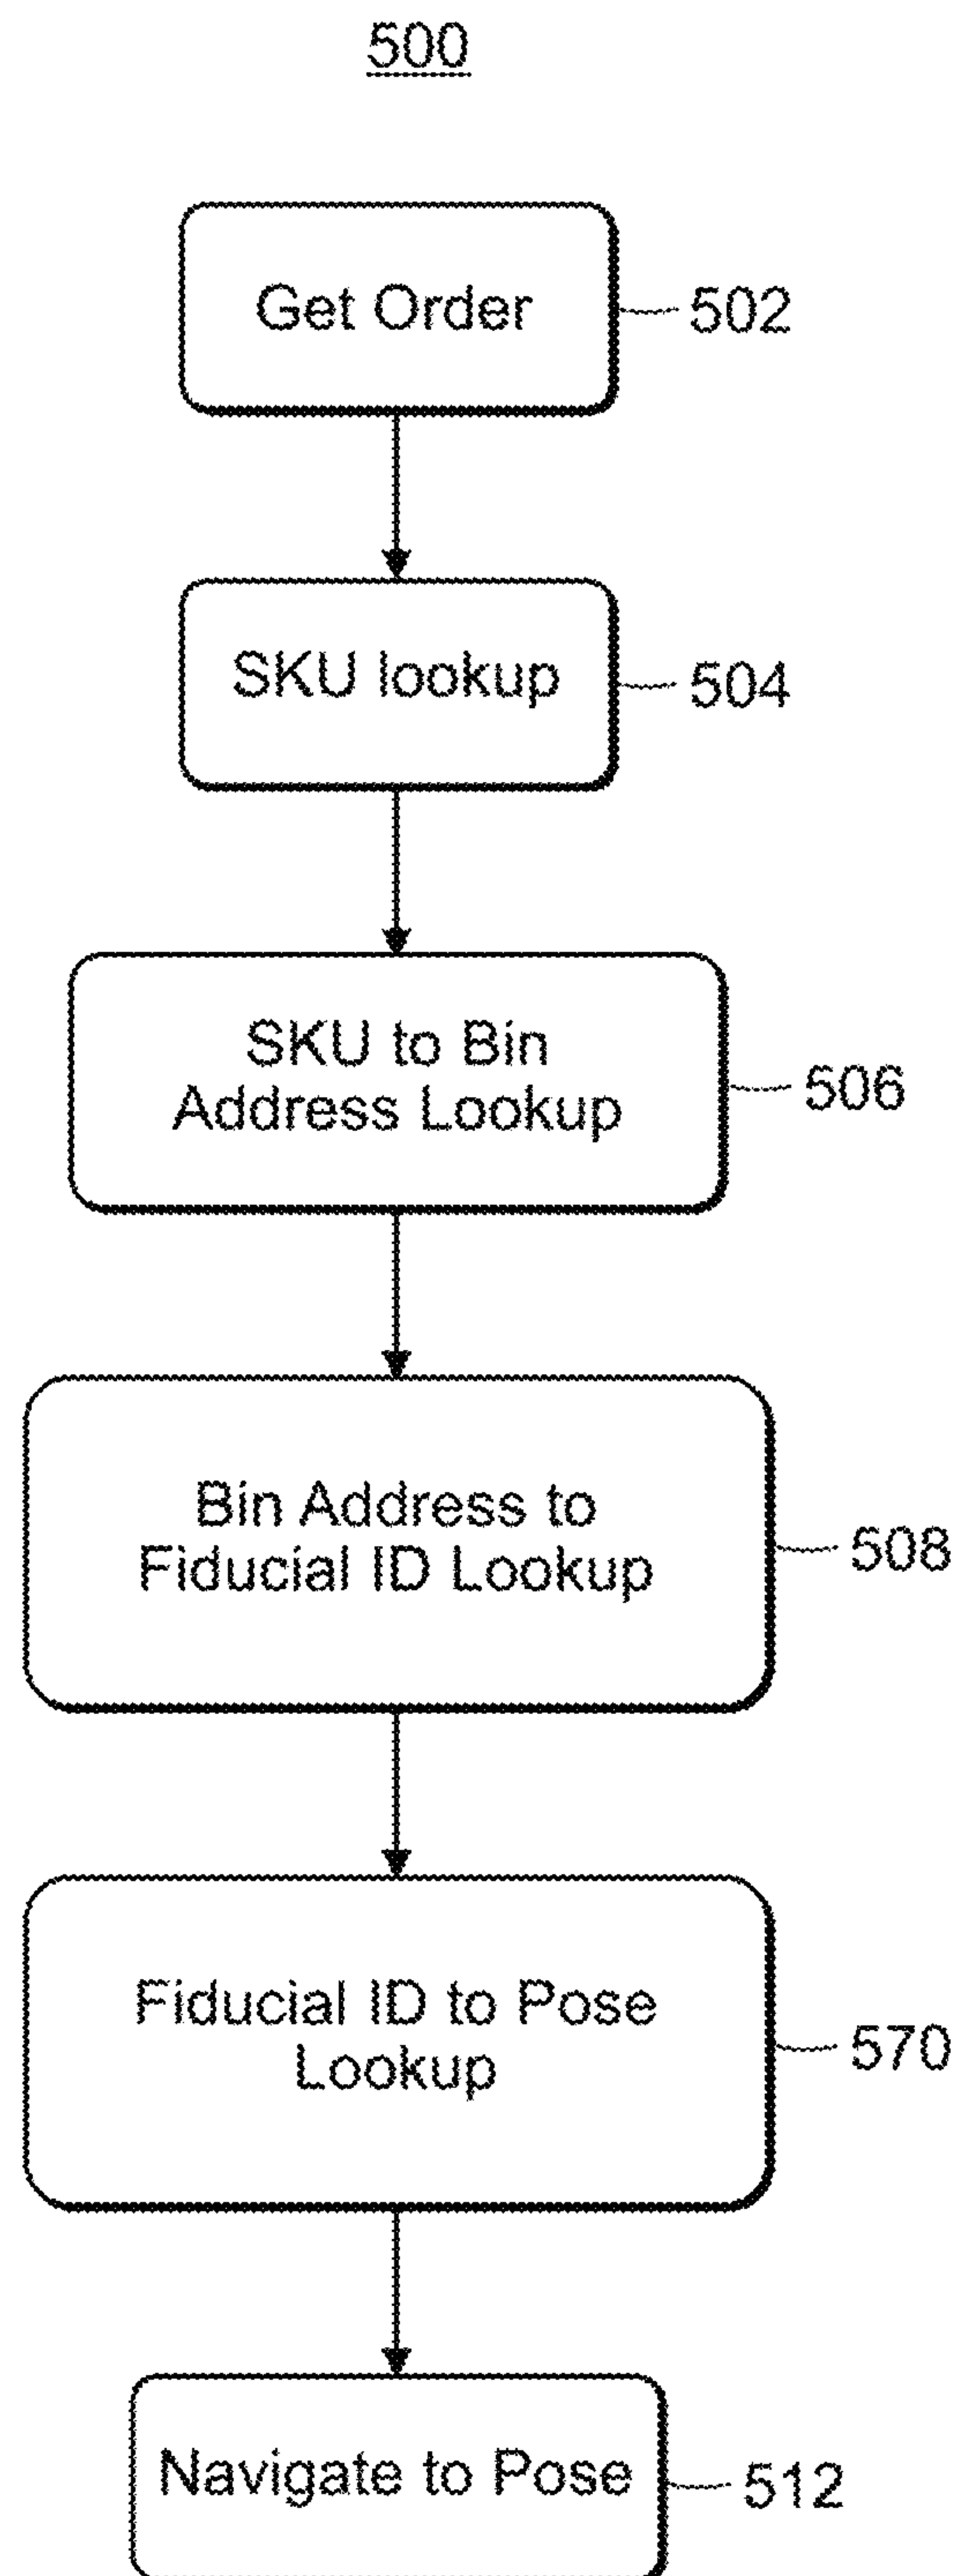 500
Get Order
502
SKU lookup
504
SKU to Bin
Address Lookup
506
Bin Address to
Fiducial ID Lookup
508
Fiducial ID to Pose
Lookup
570
Navigate to Pose
512